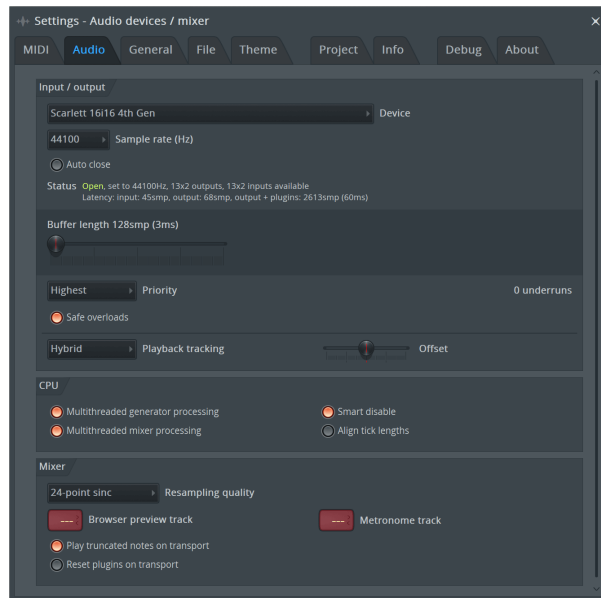 Settings - Audio devices / mixer
MIDI Audio General File Theme Project Info Debug About
Input / output
Scarlett 16i16 4th Gen Device
44100 Sample rate (Hz)
Auto close
Status Open, set to 44100Hz, 13x2 outputs, 13x2 inputs available
Latency: input: 45smp, output: 68smp, output + plugins: 2613smp (60ms)
Buffer length 128smp (3ms)
Highest Priority 0 underruns
Safe overloads
Hybrid Playback tracking Offset
CPU
Multithreaded generator processing Smart disable
Multithreaded mixer processing Align tick lengths
Mixer
24-point sinc Resampling quality
--- Browser preview track --- Metronome track
Play truncated notes on transport
Reset plugins on transport